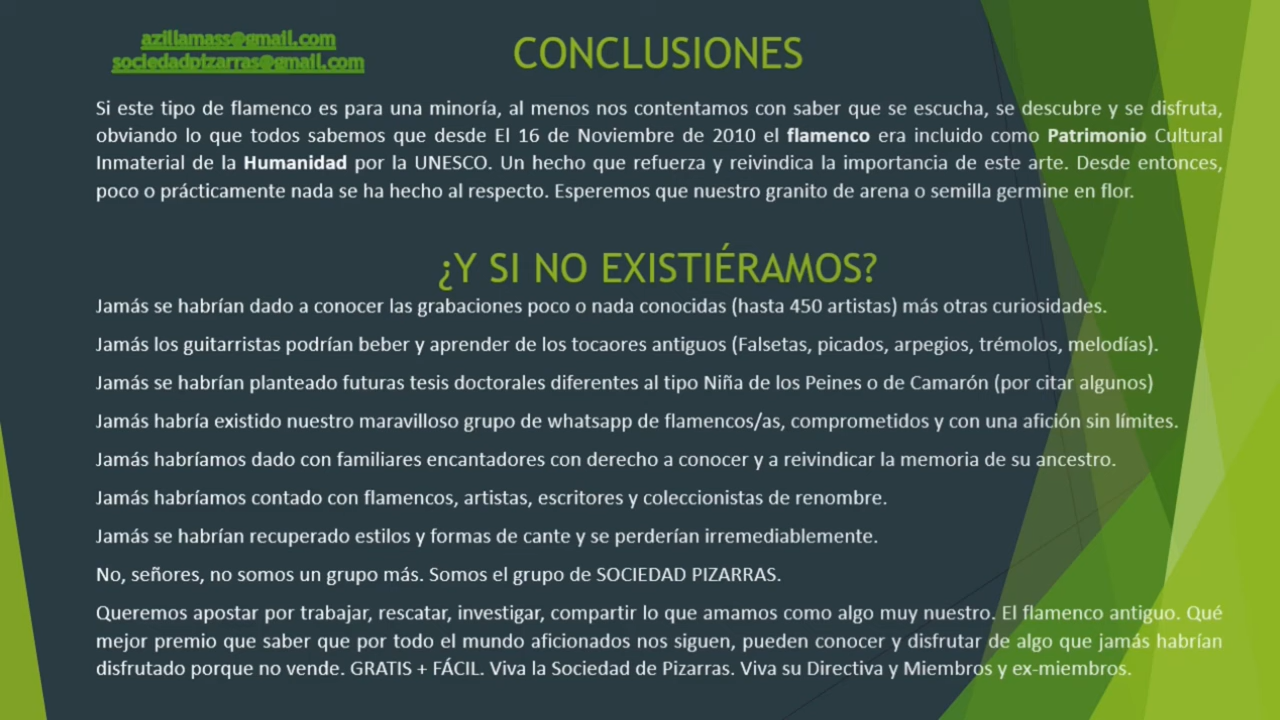 azillamass@gmail.com
sociedadpizarras@gmail.com
CONCLUSIONES
Si este tipo de flamenco es para una minoría, al menos nos contentamos con saber que se escucha, se descubre y se disfruta,
obviando lo que todos sabemos que desde El 16 de Noviembre de 2010 el flamenco era incluido como Patrimonio Cultural
Inmaterial de la Humanidad por la UNESCO. Un hecho que refuerza y reivindica la importancia de este arte. Desde entonces,
poco o prácticamente nada se ha hecho al respecto. Esperemos que nuestro granito de arena o semilla germine en flor.
¿Y SI NO EXISTIÉRAMOS?
Jamás se habrían dado a conocer las grabaciones poco o nada conocidas (hasta 450 artistas) más otras curiosidades.
Jamás los guitarristas podrían beber y aprender de los tocaores antiguos (Falsetas, picados, arpegios, trémolos, melodías).
Jamás se habrían planteado futuras tesis doctorales diferentes al tipo Niña de los Peines o de Camarón (por citar algunos)
Jamás habría existido nuestro maravilloso grupo de whatsapp de flamencos/as, comprometidos y con una afición sin límites.
Jamás habríamos dado con familiares encantadores con derecho a conocer y a reivindicar la memoria de su ancestro.
Jamás habríamos contado con flamencos, artistas, escritores y coleccionistas de renombre.
Jamás se habrían recuperado estilos y formas de cante y se perderían irremediablemente.
No, señores, no somos un grupo más. Somos el grupo de SOCIEDAD PIZARRAS.
Queremos apostar por trabajar, rescatar, investigar, compartir lo que amamos como algo muy nuestro. El flamenco antiguo. Qué
mejor premio que saber que por todo el mundo aficionados nos siguen, pueden conocer y disfrutar de algo que jamás habrían
disfrutado porque no vende. GRATIS + FÁCIL. Viva la Sociedad de Pizarras. Viva su Directiva y Miembros y ex-miembros.